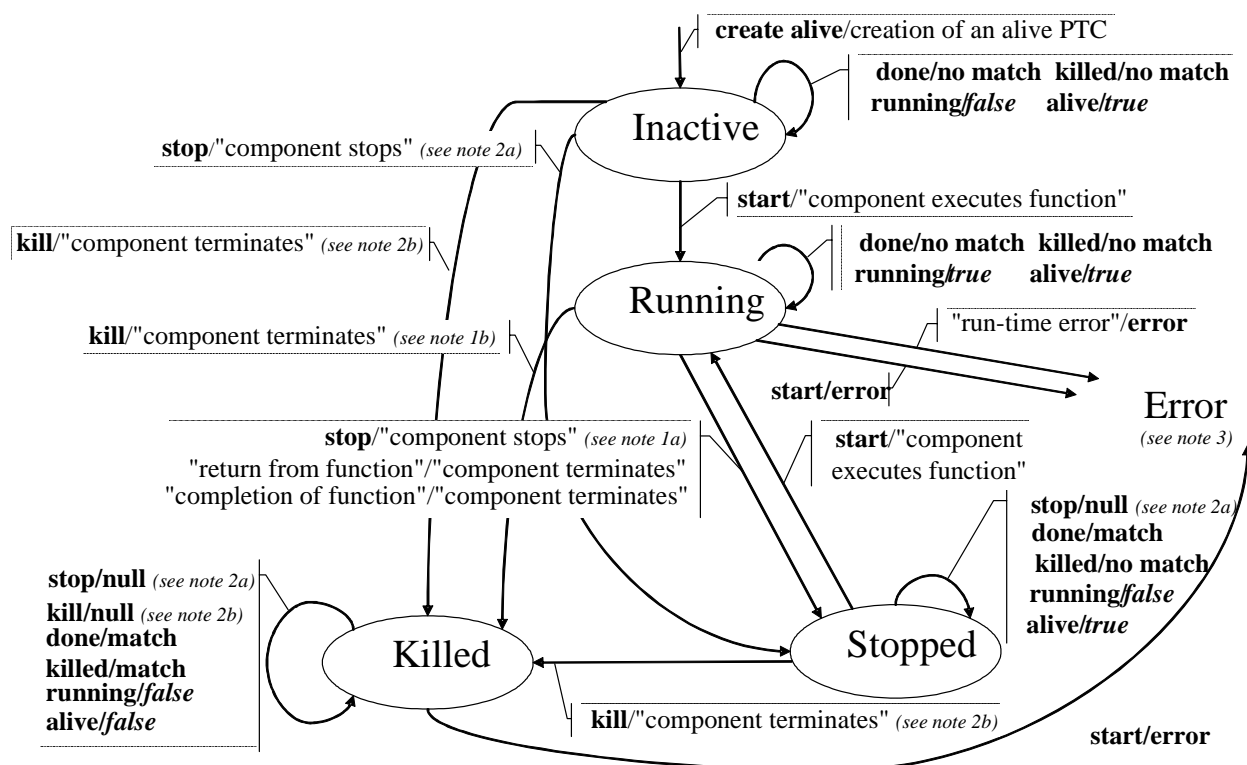 create alive/creation of an alive PTC
done/no match killed/no match
running/false alive/true
Inactive
stop/"component stops" (see note 2a)
start/"component executes function"
kill/"component terminates" (see note 2b)
done/no match killed/no match
running/true alive/true
Running
"run-time error"/error
kill/"component terminates" (see note 1b)
start/error
Error
(see note 3)
stop/"component stops" (see note 1a)
"return from function"/"component terminates"
"completion of function"/"component terminates"
start/"component
executes function"
stop/null (see note 2a)
done/match
killed/no match
running/false
alive/true
stop/null (see note 2a)
kill/null (see note 2b)
done/match
killed/match
running/false
alive/false
Killed
Stopped
kill/"component terminates" (see note 2b)
start/error